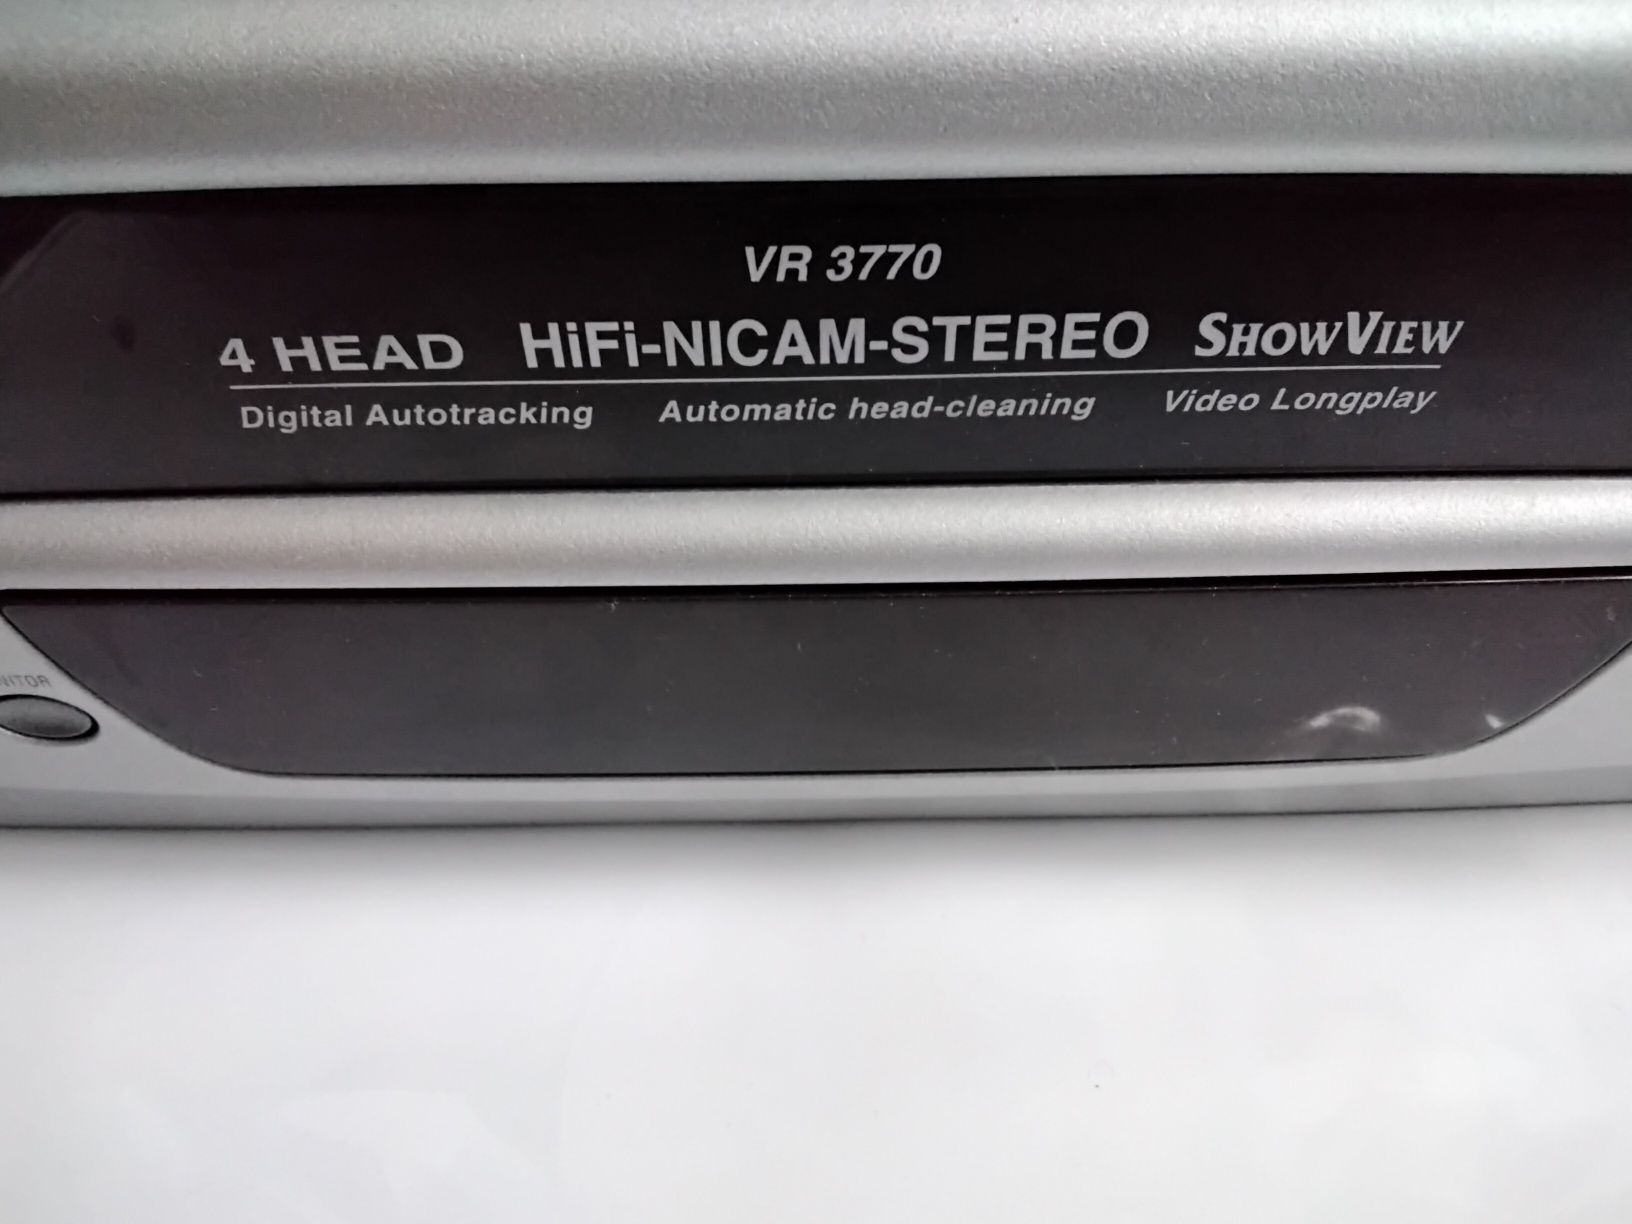 VR 3770
4 HEAD HiFi-NICAM-STEREO SHOWVIEW
Digital Autotracking Automatic head-cleaning Video Longplay